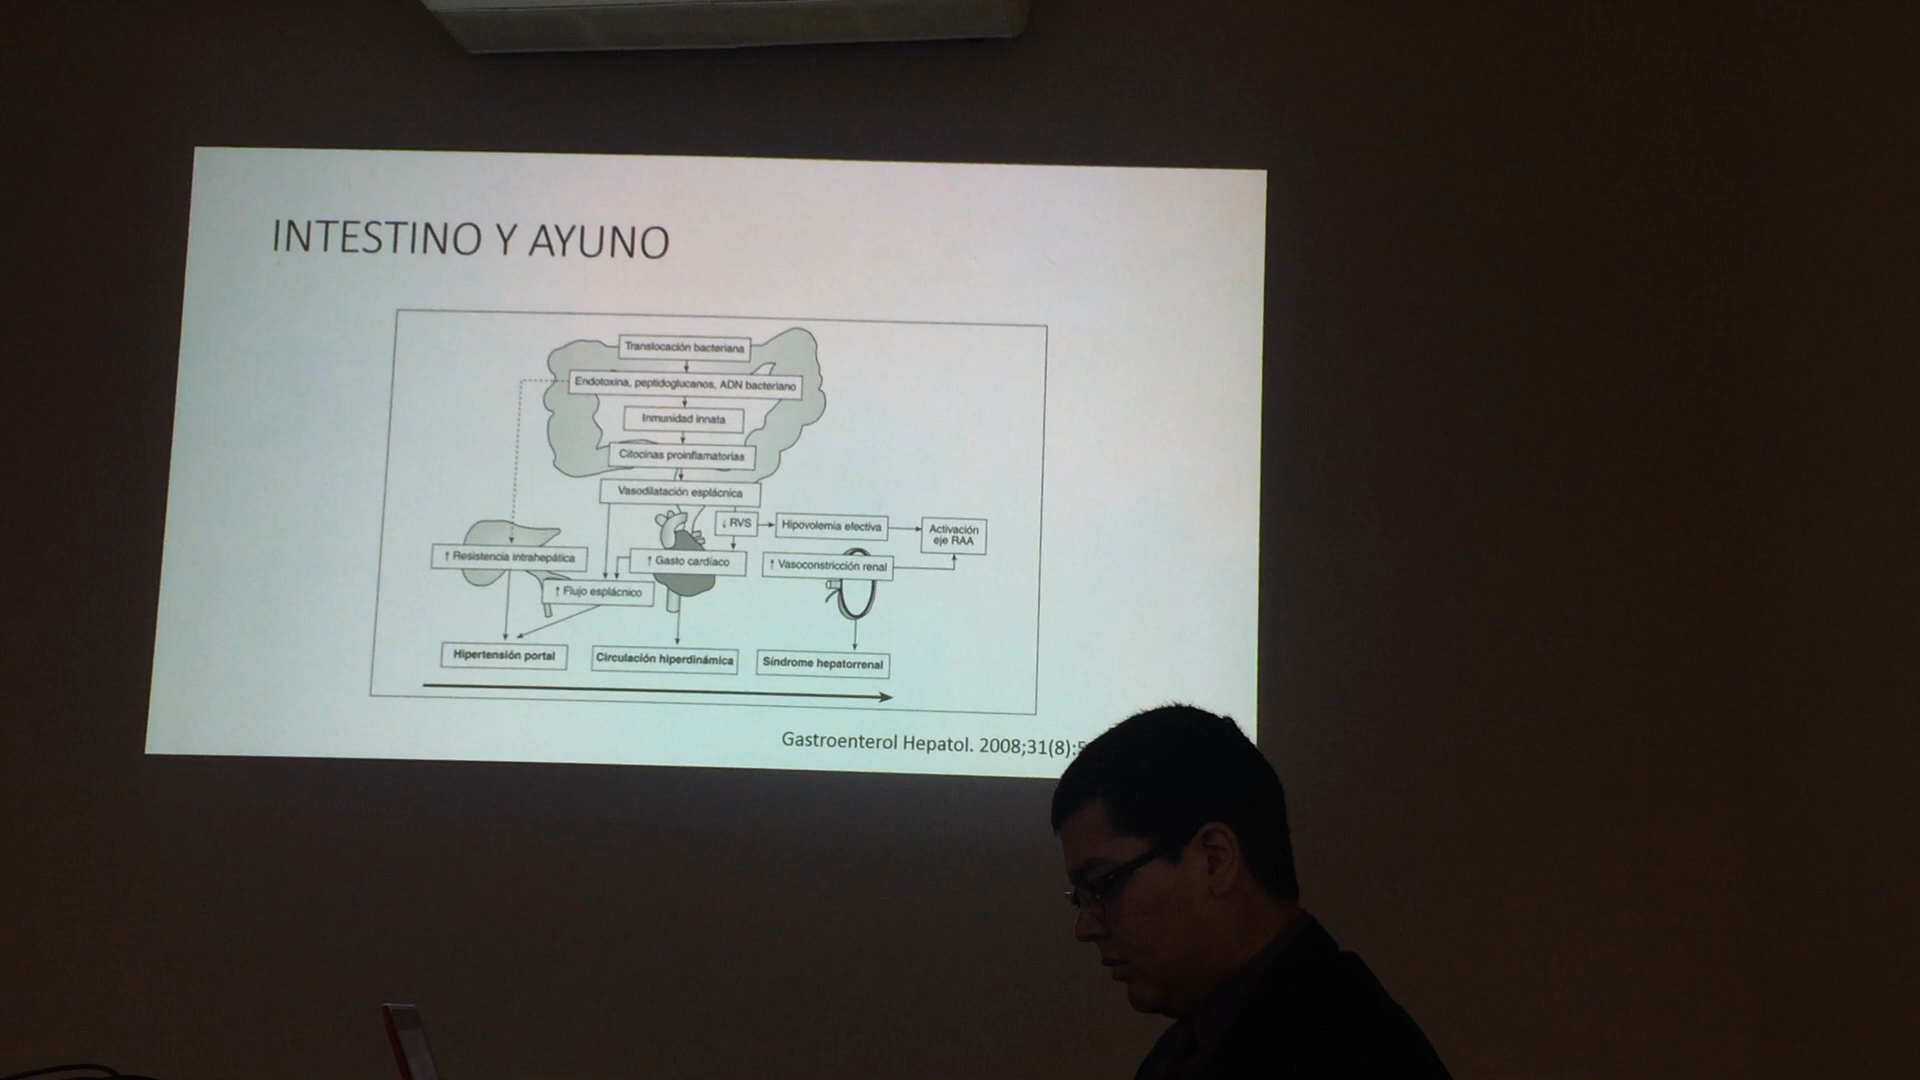 INTESTINO Y AYUNO
Translocación bacteriana
Endotoxina, peptidoglucanos, ADN bacteriano
Inmunidad innata
Citocinas proinflamatorias
Vasodilatación esplácnica
↓ RVS
Hipovolemia efectiva
Activación
eje RAA
↑ Resistencia intrahepática
↑ Gasto cardíaco
↑ Vasoconstricción renal
↑ Flujo esplácnico
Hipertensión portal
Circulación hiperdinámica
Síndrome hepatorrenal
Gastroenterol Hepatol. 2008;31(8):